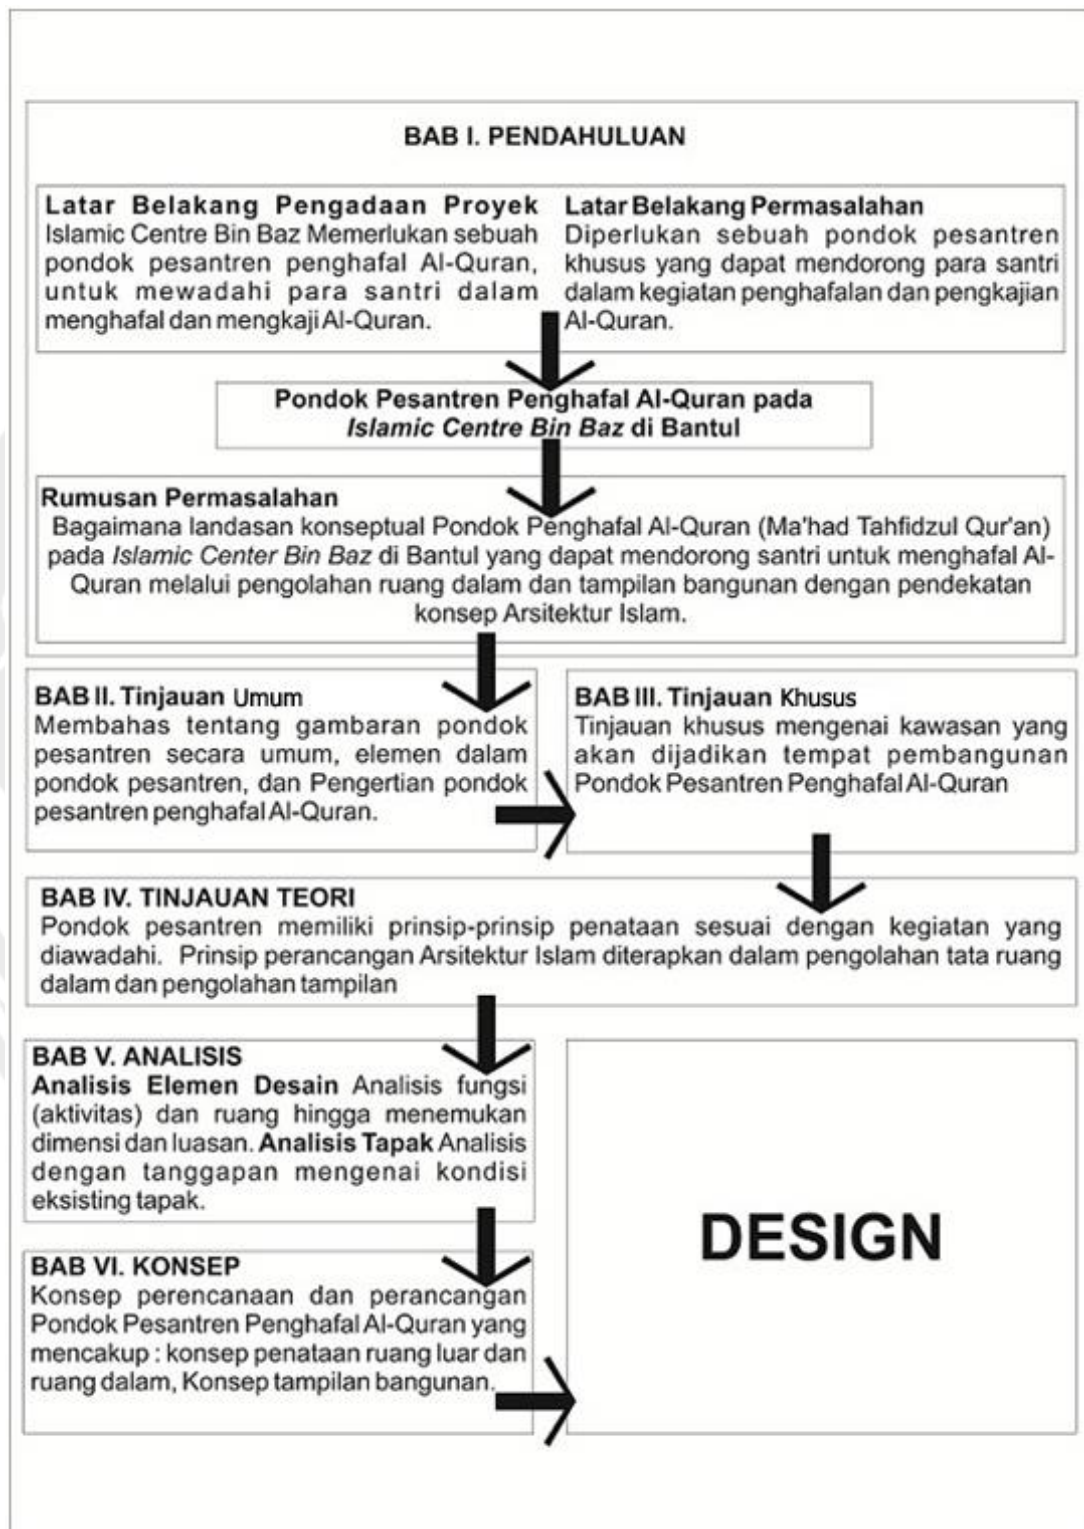 BAB I. PENDAHULUAN
Latar Belakang Pengadaan Proyek
Islamic Centre Bin Baz Memerlukan sebuah
pondok pesantren penghafal Al-Quran,
untuk mewadahi para santri dalam
menghafal dan mengkaji Al-Quran.
Latar Belakang Permasalahan
Diperlukan sebuah pondok pesantren
khusus yang dapat mendorong para santri
dalam kegiatan penghafalan dan pengkajian
Al-Quran.
Pondok Pesantren Penghafal Al-Quran pada
Islamic Centre Bin Baz di Bantul
Rumusan Permasalahan
Bagaimana landasan konseptual Pondok Penghafal Al-Quran (Ma'had Tahfidzul Qur'an)
pada Islamic Center Bin Baz di Bantul yang dapat mendorong santri untuk menghafal Al-
Quran melalui pengolahan ruang dalam dan tampilan bangunan dengan pendekatan
konsep Arsitektur Islam.
BAB II. Tinjauan Umum
Membahas tentang gambaran pondok
pesantren secara umum, elemen dalam
pondok pesantren, dan Pengertian pondok
pesantren penghafal Al-Quran.
BAB III. Tinjauan Khusus
Tinjauan khusus mengenai kawasan yang
akan dijadikan tempat pembangunan
Pondok Pesantren Penghafal Al-Quran
BAB IV. TINJAUAN TEORI
Pondok pesantren memiliki prinsip-prinsip penataan sesuai dengan kegiatan yang
diawadahi. Prinsip perancangan Arsitektur Islam diterapkan dalam pengolahan tata ruang
dalam dan pengolahan tampilan
BAB V. ANALISIS
Analisis Elemen Desain Analisis fungsi
(aktivitas) dan ruang hingga menemukan
dimensi dan luasan. Analisis Tapak Analisis
dengan tanggapan mengenai kondisi
eksisting tapak.
BAB VI. KONSEP
Konsep perencanaan dan perancangan
Pondok Pesantren Penghafal Al-Quran yang
mencakup : konsep penataan ruang luar dan
ruang dalam, Konsep tampilan bangunan.
DESIGN